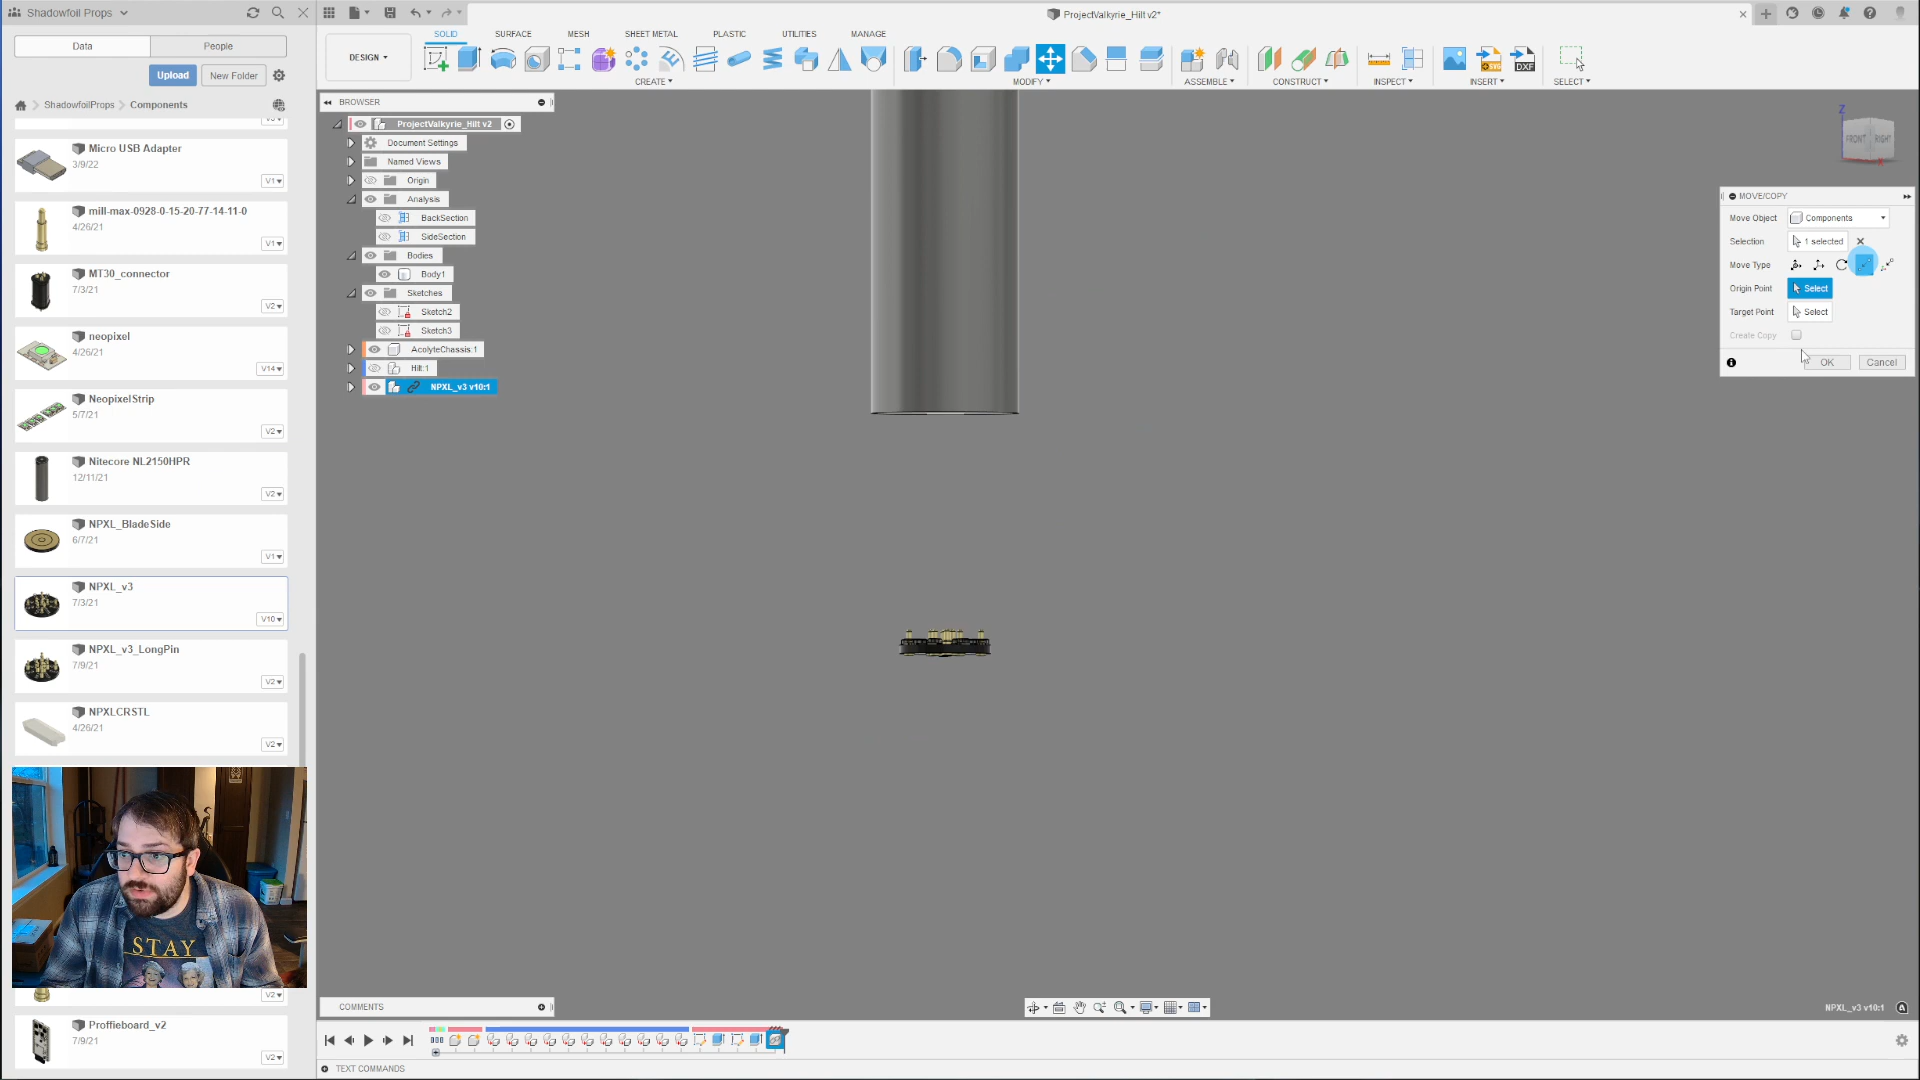 Shadowfoil Props
ProjectValkyrie_Hilt v2*
Data
People
Upload
New Folder
ShadowfoilProps
Components
Micro USB Adapter
3/9/22
V1
mill-max-0928-0-15-20-77-14-11-0
4/26/21
V1
MT30_connector
7/3/21
V2
neopixel
4/26/21
V14
NeopixelStrip
5/7/21
V2
Nitecore NL2150HPR
12/11/21
V2
NPXL_BladeSide
6/7/21
V1
NPXL_v3
7/3/21
V10
NPXL_v3_LongPin
7/9/21
V2
NPXLCRSTL
4/26/21
V2
STAY
V2
Proffieboard_v2
7/9/21
V2
SOLID
SURFACE
MESH
SHEET METAL
PLASTIC
UTILITIES
MANAGE
DESIGN
CREATE
MODIFY
ASSEMBLE
CONSTRUCT
INSPECT
INSERT
SELECT
BROWSER
ProjectValkyrie_Hilt v2
Document Settings
Named Views
Origin
Analysis
BackSection
SideSection
Bodies
Body1
Sketches
Sketch2
Sketch3
AcolyteChassis:1
Hilt:1
NPXL_v3 v10:1
Z
FRONT
RIGHT
X
MOVE/COPY
Move Object
Components
Selection
1 selected
Move Type
Origin Point
Select
Target Point
Select
Create Copy
OK
Cancel
COMMENTS
NPXL_v3 v10:1
TEXT COMMANDS